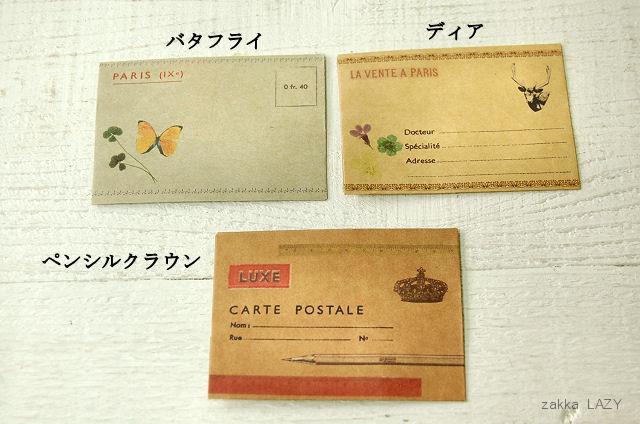 バタフライ
ディア
PARIS (IXe)
0 fr. 40
LA VENTE A PARIS
Docteur
Spécialité
Adresse
ペンシルクラウン
LUXE
CARTE POSTALE
Nom:
Rue No
zakka LAZY